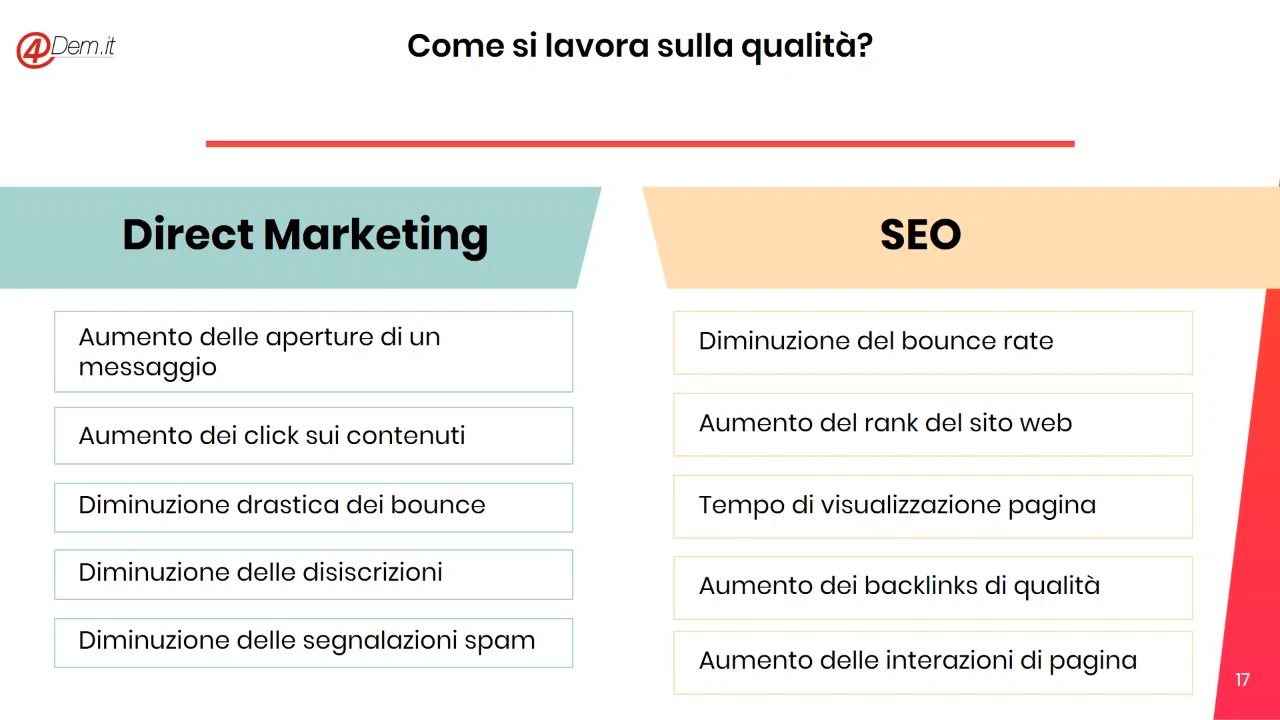 4Dem.it
Come si lavora sulla qualità?
Direct Marketing
Aumento delle aperture di un
messaggio
Aumento dei click sui contenuti
Diminuzione drastica dei bounce
Diminuzione delle disiscrizioni
Diminuzione delle segnalazioni spam
SEO
Diminuzione del bounce rate
Aumento del rank del sito web
Tempo di visualizzazione pagina
Aumento dei backlinks di qualità
Aumento delle interazioni di pagina
17